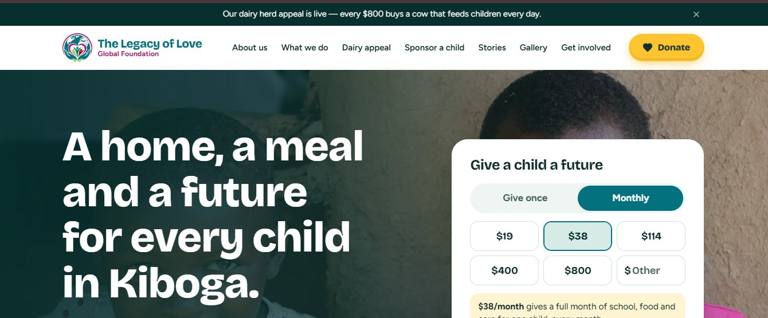 Our dairy herd appeal is live — every $800 buys a cow that feeds children every day.
×
The Legacy of Love
Global Foundation
About us
What we do
Dairy appeal
Sponsor a child
Stories
Gallery
Get involved
Donate
A home, a meal
and a future
for every child
in Kiboga.
Give a child a future
Give once
Monthly
$19
$38
$114
$400
$800
$ Other
$38/month gives a full month of school, food and